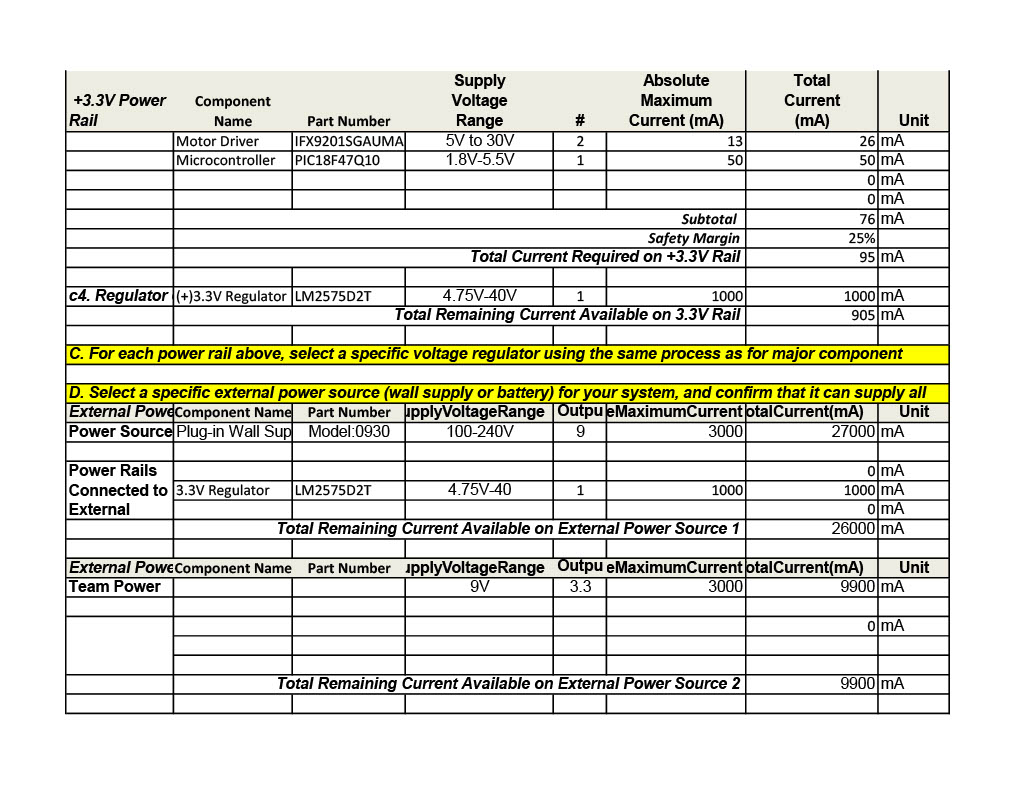 +3.3V Power Rail Component Name Part Number Supply Voltage Range # Absolute Maximum Current (mA) Total Current (mA) Unit
Motor Driver IFX9201SGAUMA 5V to 30V 2 13 26 mA
Microcontroller PIC18F47Q10 1.8V-5.5V 1 50 50 mA
0 mA
0 mA
Subtotal 76 mA
Safety Margin 25%
Total Current Required on +3.3V Rail 95 mA
c4. Regulator (+)3.3V Regulator LM2575D2T 4.75V-40V 1 1000 1000 mA
Total Remaining Current Available on 3.3V Rail 905 mA
C. For each power rail above, select a specific voltage regulator using the same process as for major component
D. Select a specific external power source (wall supply or battery) for your system, and confirm that it can supply all
External Powe Component Name Part Number upplyVoltageRange Outpu eMaximumCurrent otalCurrent(mA) Unit
Power Source Plug-in Wall Sup Model:0930 100-240V 9 3000 27000 mA
Power Rails 0 mA
Connected to 3.3V Regulator LM2575D2T 4.75V-40 1 1000 1000 mA
External 0 mA
Total Remaining Current Available on External Power Source 1 26000 mA
External Powe Component Name Part Number upplyVoltageRange Outpu eMaximumCurrent otalCurrent(mA) Unit
Team Power 9V 3.3 3000 9900 mA
0 mA
Total Remaining Current Available on External Power Source 2 9900 mA